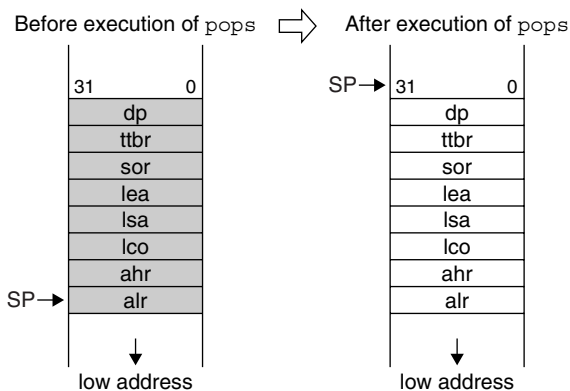 Before execution of pops
After execution of pops
31 0
dp
ttbr
sor
lea
lsa
lco
ahr
SP alr
low address
SP 31 0
dp
ttbr
sor
lea
lsa
lco
ahr
alr
low address